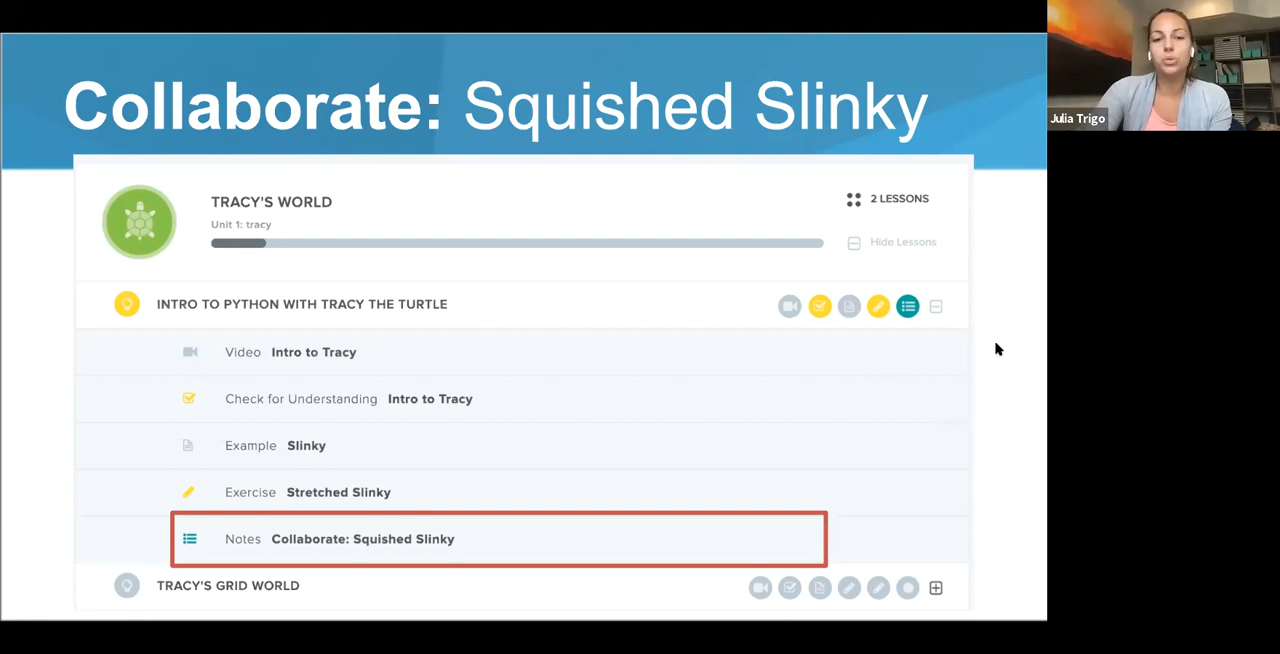 Collaborate: Squished Slinky
Julia Trigo
TRACY'S WORLD
2 LESSONS
Unit 1: tracy
Hide Lessons
INTRO TO PYTHON WITH TRACY THE TURTLE
Video Intro to Tracy
Check for Understanding Intro to Tracy
Example Slinky
Exercise Stretched Slinky
Notes Collaborate: Squished Slinky
TRACY'S GRID WORLD